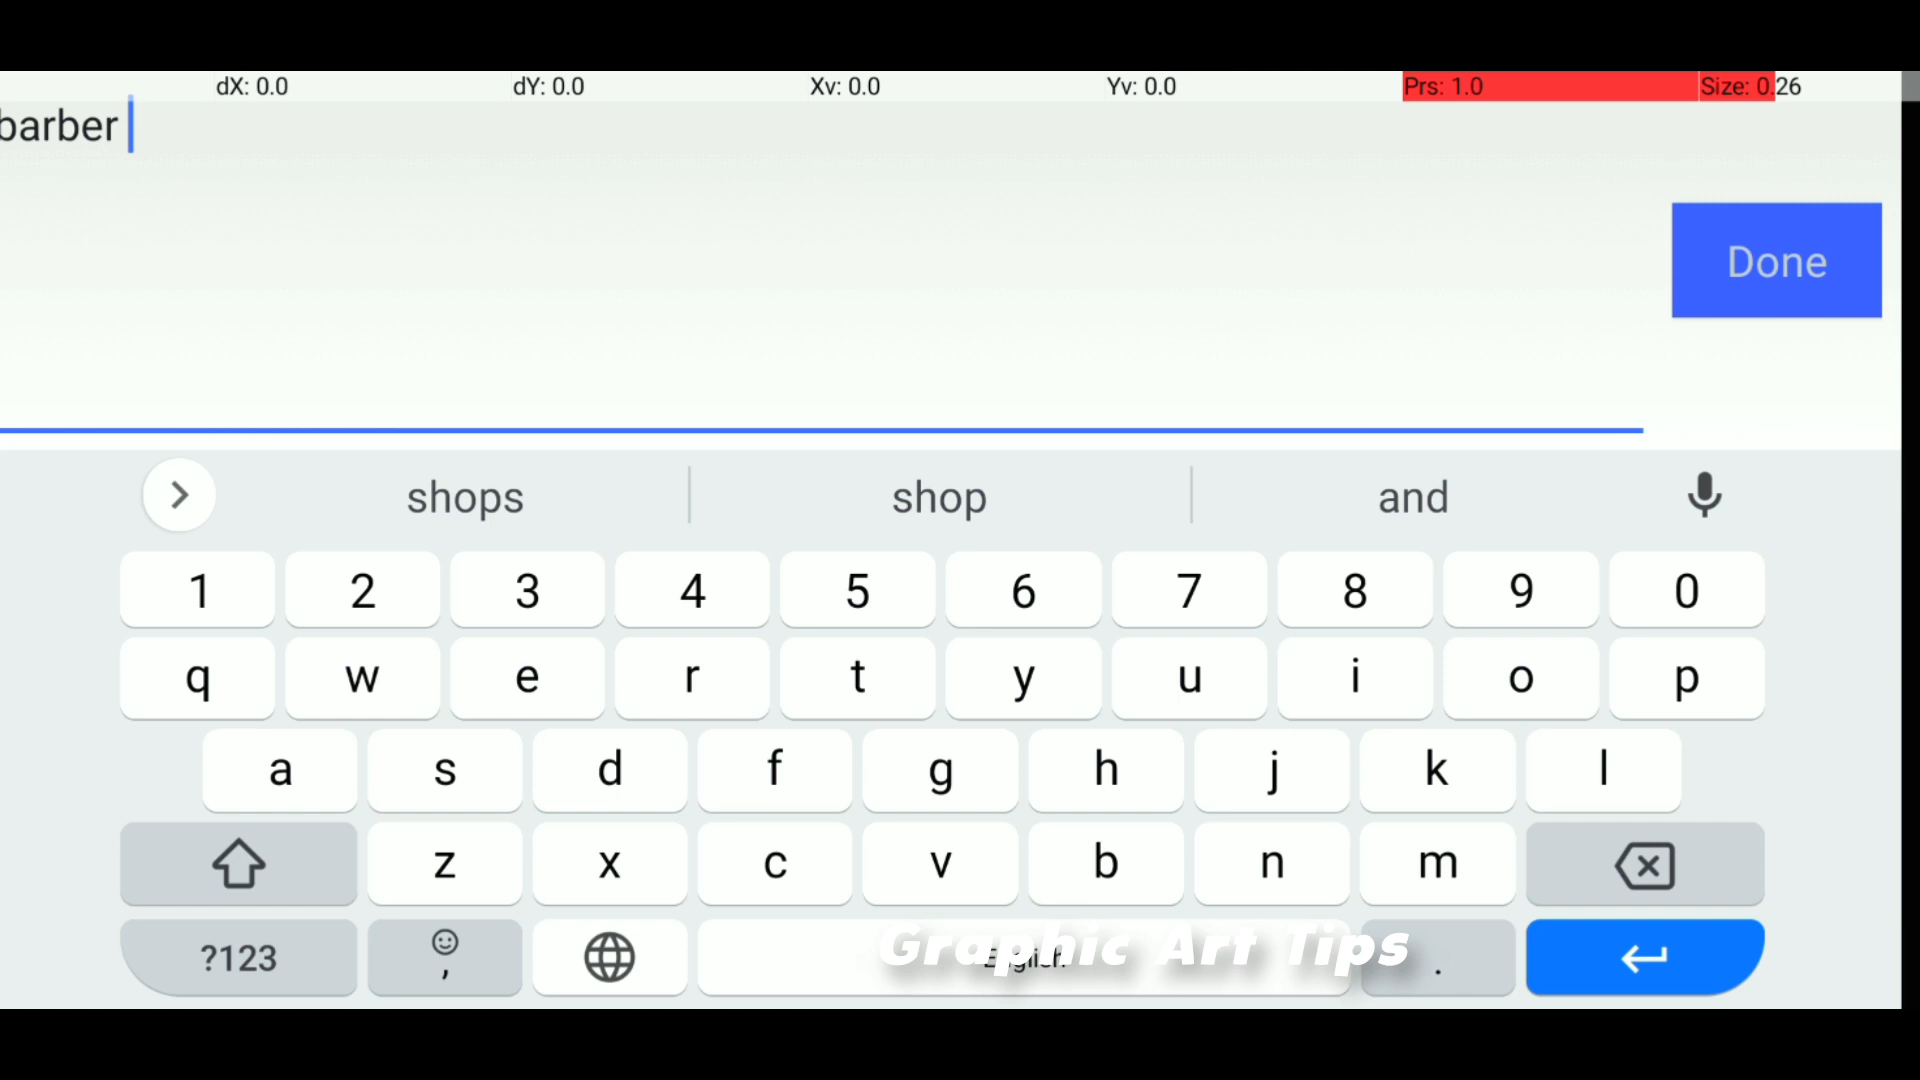 dX: 0.0 dY: 0.0 Xv: 0.0 Yv: 0.0 Prs: 1.0 Size: 0.26
barber
Done
shops shop and
1 2 3 4 5 6 7 8 9 0
q w e r t y u i o p
a s d f g h j k l
z x c v b n m
?123 , English .
Graphic Art Tips